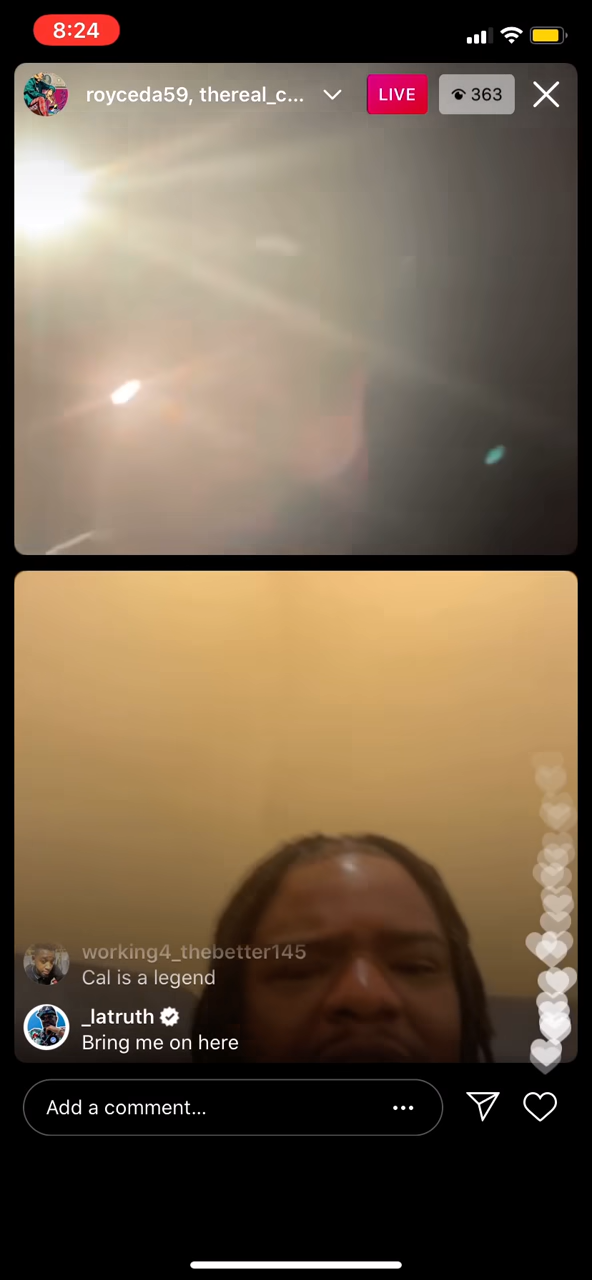 8:24
royceda59, thereal_c...
LIVE
363
working4_thebetter145
Cal is a legend
_latruth
Bring me on here
Add a comment...